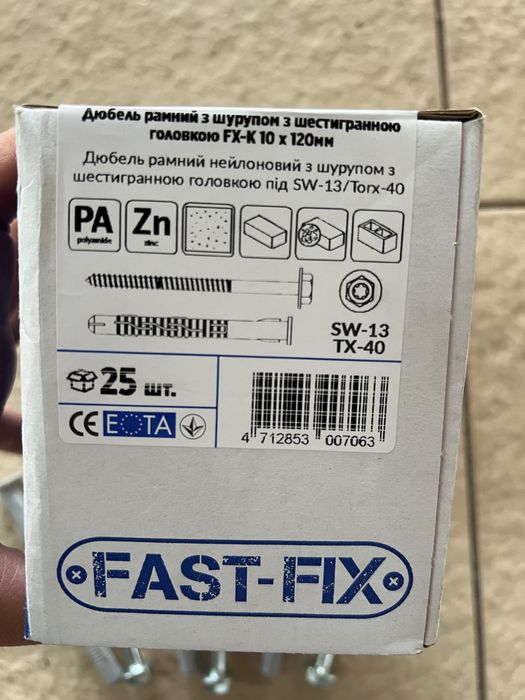 Дюбель рамний з шурупом з шестигранною
головкою FX-K 10 x 120мм
Дюбель рамний нейлоновий з шурупом з
шестигранною головкою під SW-13/Torx-40
PA
polyamide
Zn
zinc
SW-13
TX-40
25 шт.
CE EOTA
4 712853 007063
FAST-FIX